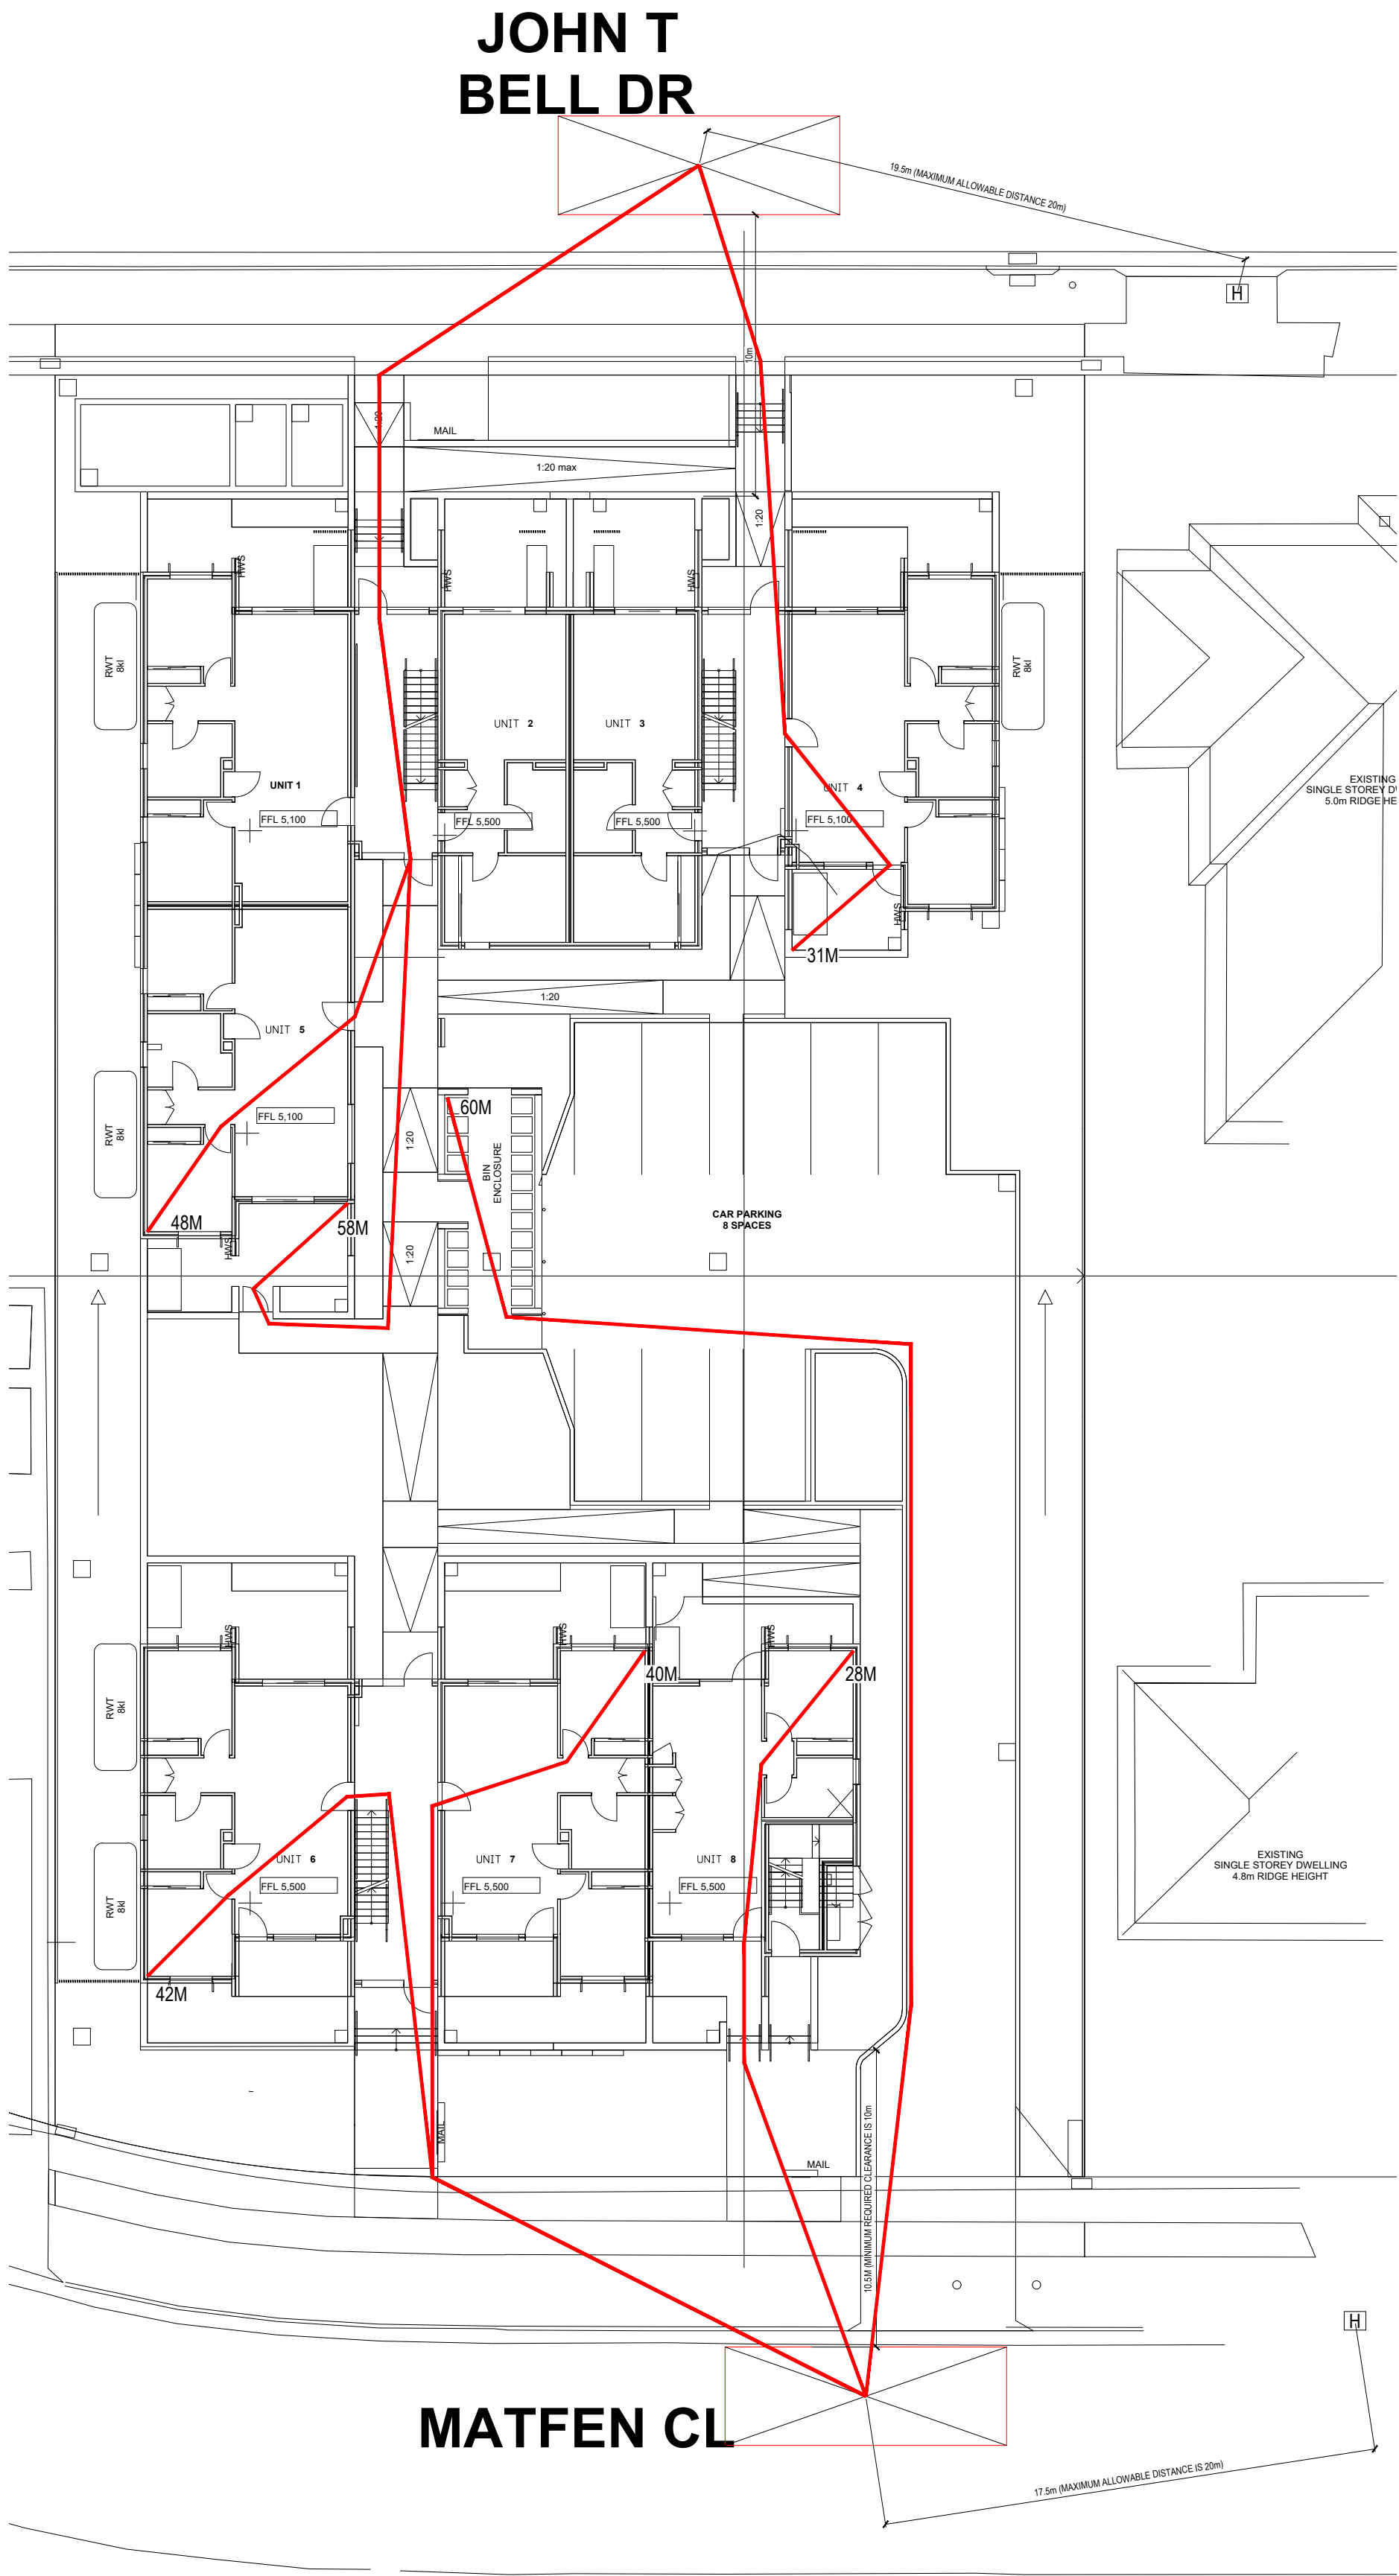 JOHN T
BELL DR
19.5m (MAXIMUM ALLOWABLE DISTANCE 20m)
H
10m
1:20
MAIL
1:20 max
1:20
HWS
HWS
HWS
RWT
8kl
RWT
8kl
UNIT 2
UNIT 3
UNIT 1
UNIT 4
EXISTING
SINGLE STOREY D
5.0m RIDGE HE
FFL 5,100
FFL 5,500
FFL 5,500
FFL 5,100
HWS
31M
1:20
UNIT 5
60M
FFL 5,100
RWT
8kl
1:20
BIN
ENCLOSURE
CAR PARKING
8 SPACES
48M
58M
HWS
1:20
HWS
HWS
HWS
40M
28M
RWT
8kl
UNIT 6
UNIT 7
UNIT 8
EXISTING
SINGLE STOREY DWELLING
4.8m RIDGE HEIGHT
FFL 5,500
FFL 5,500
FFL 5,500
RWT
8kl
42M
MAIL
MAIL
10.5M (MINIMUM REQUIRED CLEARANCE IS 10m)
H
MATFEN CL
17.5m (MAXIMUM ALLOWABLE DISTANCE IS 20m)